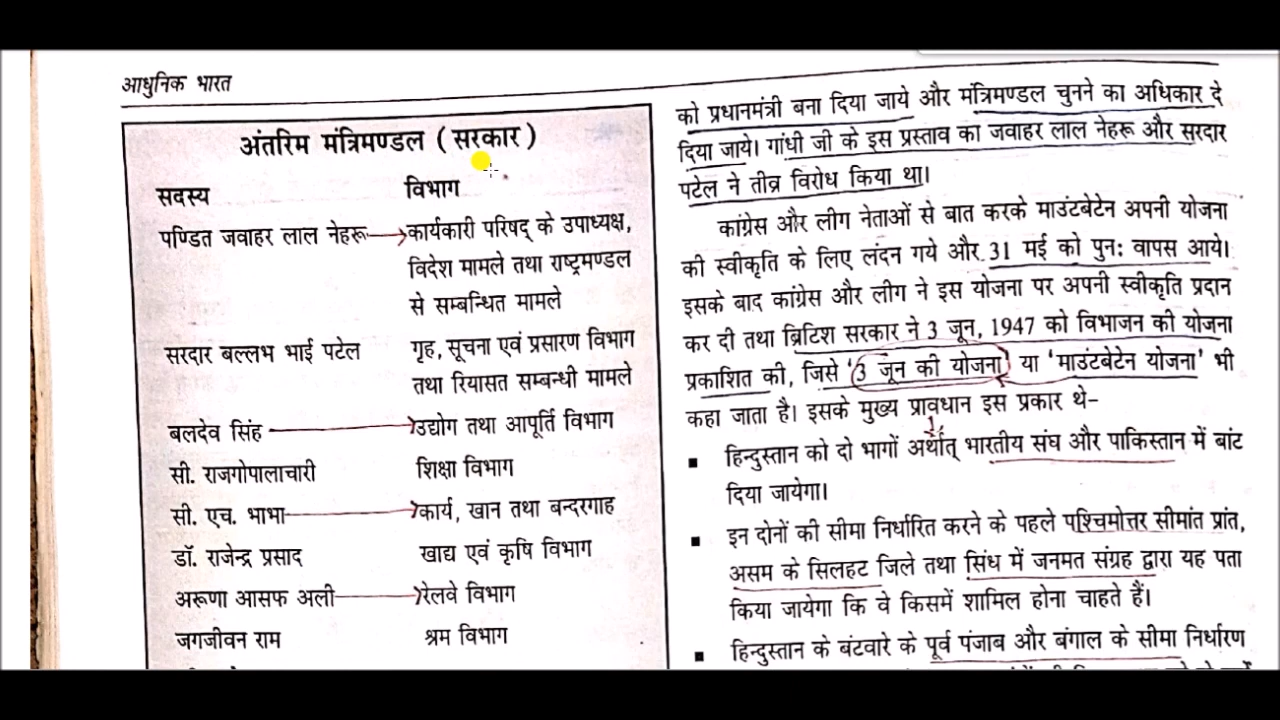 आधुनिक भारत
अंतरिम मंत्रिमण्डल ( सरकार )
सदस्य विभाग
पण्डित जवाहर लाल नेहरू कार्यकारी परिषद् के उपाध्यक्ष,
विदेश मामले तथा राष्ट्रमण्डल
से सम्बन्धित मामले
सरदार बल्लभ भाई पटेल गृह, सूचना एवं प्रसारण विभाग
तथा रियासत सम्बन्धी मामले
बलदेव सिंह उद्योग तथा आपूर्ति विभाग
सी. राजगोपालाचारी शिक्षा विभाग
सी. एच. भाभा कार्य, खान तथा बन्दरगाह
डॉ. राजेन्द्र प्रसाद खाद्य एवं कृषि विभाग
अरूणा आसफ अली रेलवे विभाग
जगजीवन राम श्रम विभाग
को प्रधानमंत्री बना दिया जाये और मंत्रिमण्डल चुनने का अधिकार दे
दिया जाये। गांधी जी के इस प्रस्ताव का जवाहर लाल नेहरू और सरदार
पटेल ने तीव्र विरोध किया था।
कांग्रेस और लीग नेताओं से बात करके माउंटबेटेन अपनी योजना
की स्वीकृति के लिए लंदन गये और 31 मई को पुन: वापस आये।
इसके बाद कांग्रेस और लीग ने इस योजना पर अपनी स्वीकृति प्रदान
कर दी तथा ब्रिटिश सरकार ने 3 जून, 1947 को विभाजन की योजना
प्रकाशित की, जिसे '3 जून की योजना' या 'माउंटबेटेन योजना' भी
कहा जाता है। इसके मुख्य प्रावधान इस प्रकार थे-
▪ हिन्दुस्तान को दो भागों अर्थात् भारतीय संघ और पाकिस्तान में बांट
दिया जायेगा।
▪ इन दोनों की सीमा निर्धारित करने के पहले पश्चिमोत्तर सीमांत प्रांत,
असम के सिलहट जिले तथा सिंध में जनमत संग्रह द्वारा यह पता
किया जायेगा कि वे किसमें शामिल होना चाहते हैं।
▪ हिन्दुस्तान के बंटवारे के पूर्व पंजाब और बंगाल के सीमा निर्धारण